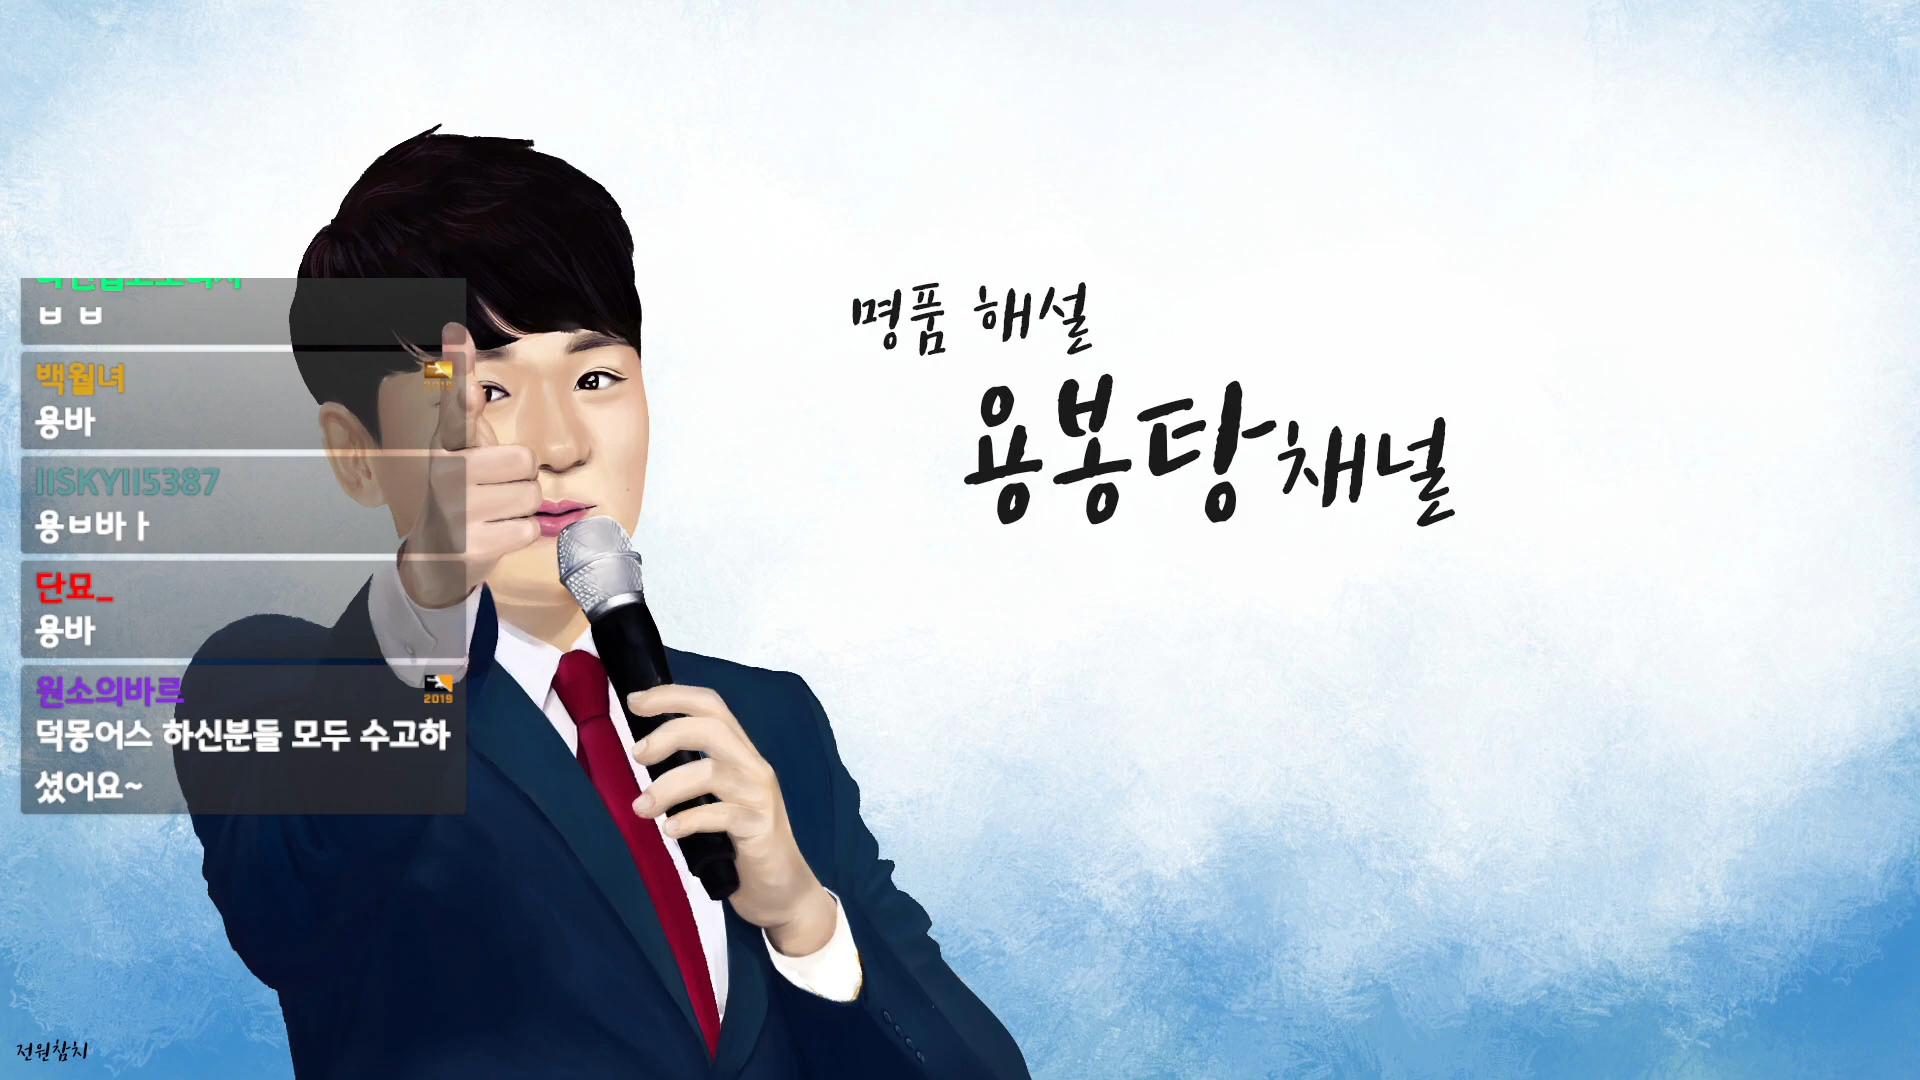 명품 해설
용봉탕채널
ㅂ ㅂ
백월녀
용바
IISKYII5387
용ㅂ바ㅏ
단묘_
용바
원소의바르
2019
덕몽어스 하신분들 모두 수고하
셨어요~
전원참치